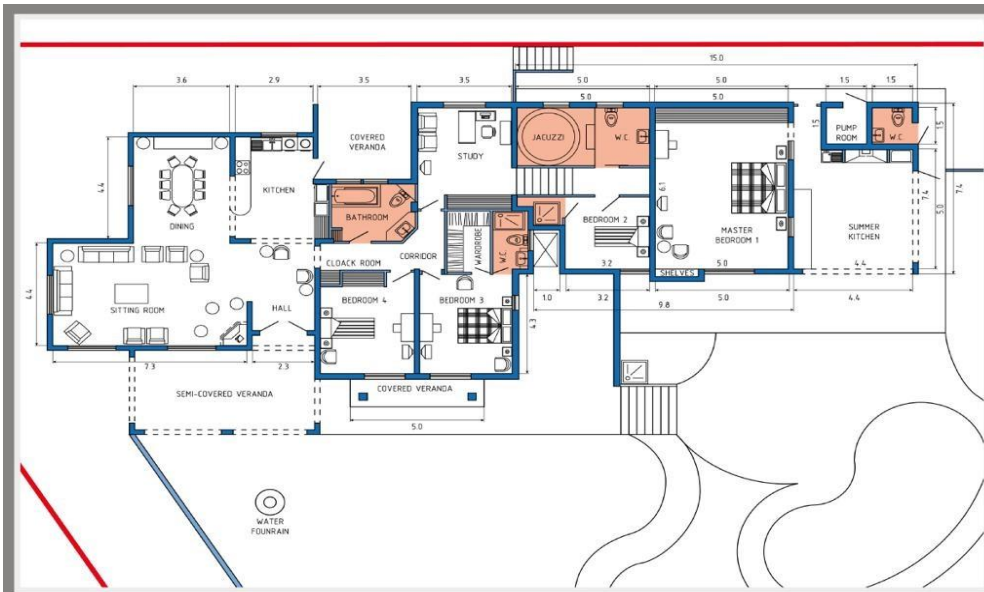 15.0
3.6
2.9
3.5
3.5
5.0
5.0
1.5
1.5
5.0
5.0
COVERED
VERANDA
STUDY
JACUZZI
W.C
1.5
PUMP
ROOM
W.C
1.5
4.4
KITCHEN
DINING
BATHROOM
WARDROBE
W.C
BEDROOM 2
6.1
MASTER
BEDROOM 1
SUMMER
KITCHEN
7.4
5.0
7.4
CLOACK ROOM
CORRIDOR
3.2
5.0
SHELVES
4.4
4.4
SITTING ROOM
HALL
BEDROOM 4
BEDROOM 3
1.0
3.2
5.0
4.4
9.8
4.3
7.3
2.3
SEMI-COVERED VERANDA
COVERED VERANDA
5.0
WATER
FOUNRAIN